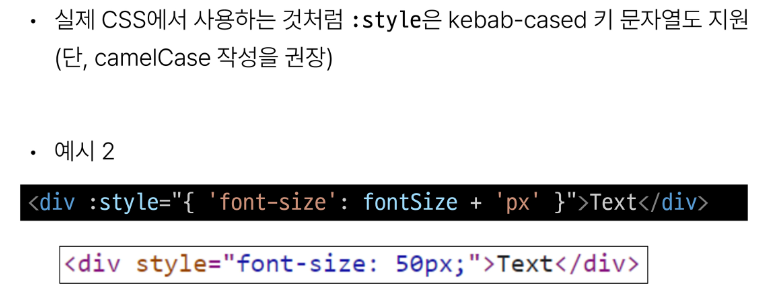 • 실제 CSS에서 사용하는 것처럼 :style은 kebab-cased 키 문자열도 지원
(단, camelCase 작성을 권장)
• 예시 2
<div :style="{ 'font-size': fontSize + 'px' }">Text</div>
<div style="font-size: 50px;">Text</div>